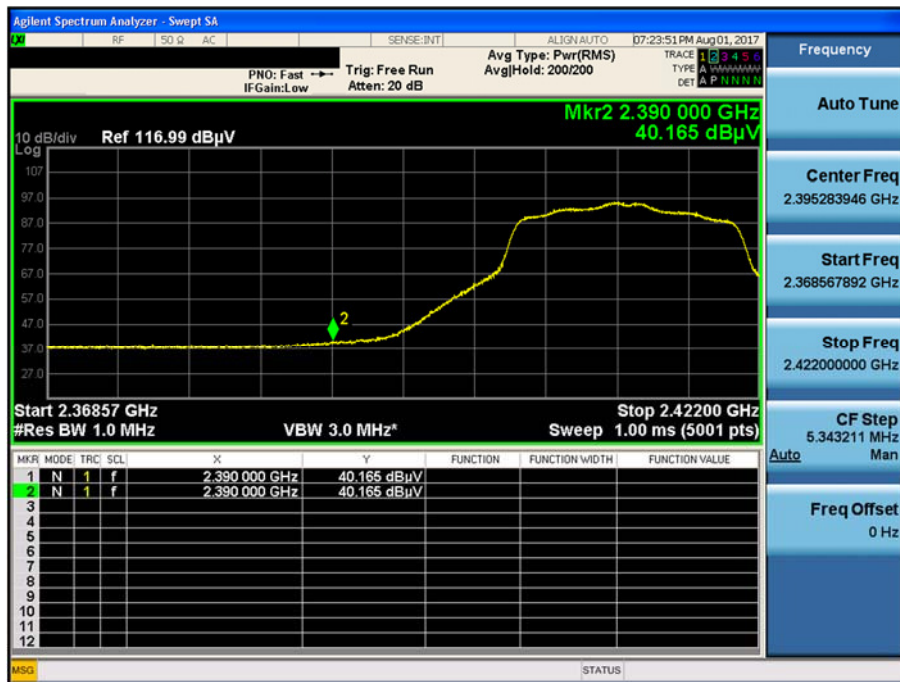 Agilent Spectrum Analyzer - Swept SA
LXI RF 50 Ω AC SENSE:INT ALIGN AUTO 07:23:51 PM Aug 01, 2017
PNO: Fast Trig: Free Run Avg Type: Pwr(RMS) TRACE 1 2 3 4 5 6
IFGain:Low Atten: 20 dB Avg|Hold: 200/200 TYPE A WWWWW
DET A P N N N N
Mkr2 2.390 000 GHz
40.165 dBµV
10 dB/div Ref 116.99 dBµV
Log
107
97.0
87.0
77.0
67.0
57.0
47.0
37.0
27.0
2
Start 2.36857 GHz Stop 2.42200 GHz
#Res BW 1.0 MHz VBW 3.0 MHz* Sweep 1.00 ms (5001 pts)
MKR MODE TRC SCL X Y FUNCTION FUNCTION WIDTH FUNCTION VALUE
1 N 1 f 2.390 000 GHz 40.165 dBµV
2 N 1 f 2.390 000 GHz 40.165 dBµV
3
4
5
6
7
8
9
10
11
12
MSG STATUS
Frequency
Auto Tune
Center Freq
2.395283946 GHz
Start Freq
2.368567892 GHz
Stop Freq
2.422000000 GHz
CF Step
5.343211 MHz
Auto Man
Freq Offset
0 Hz